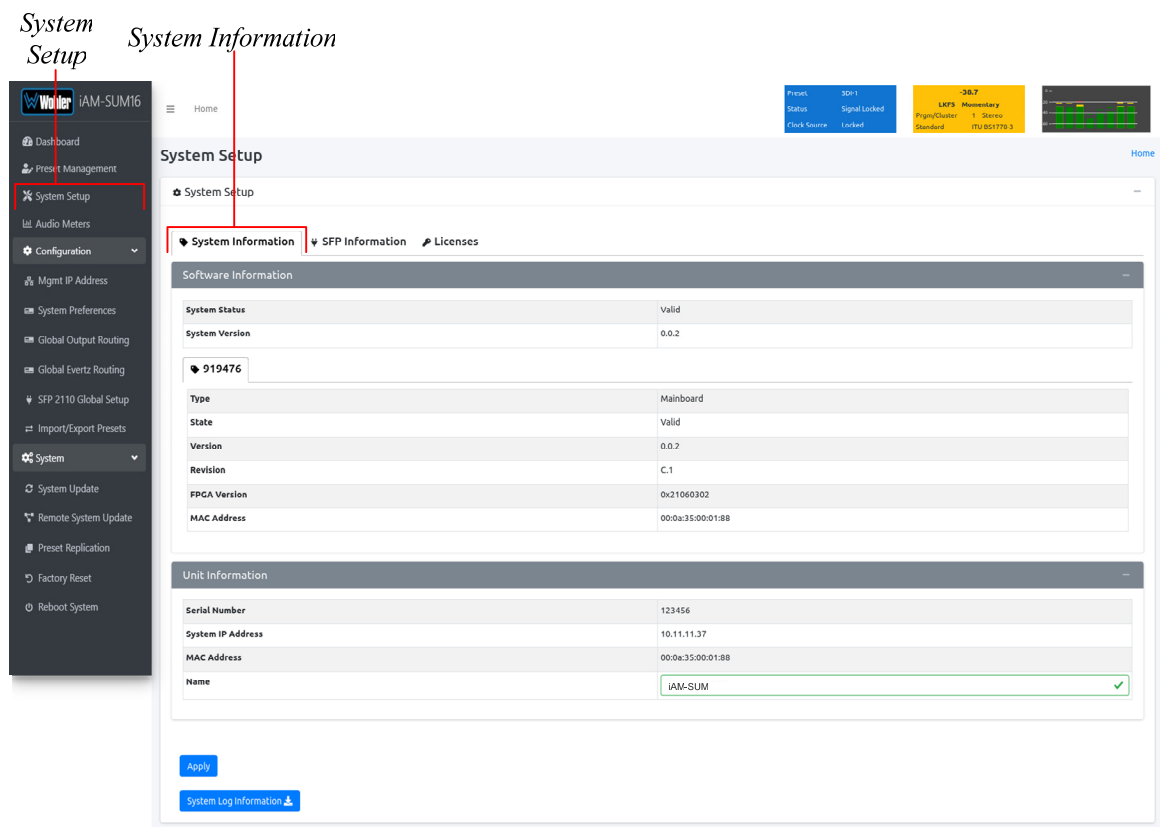 System
Setup
System Information
Wohler iAM-SUM16
Home
Preset SDI-1
Status Signal Locked
Clock Source Locked
-38.7
LKFS Momentary
Prgm/Cluster 1 Stereo
Standard ITU BS1770-3
Dashboard
Preset Management
System Setup
Audio Meters
Configuration
Mgmt IP Address
System Preferences
Global Output Routing
Global Evertz Routing
SFP 2110 Global Setup
Import/Export Presets
System
System Update
Remote System Update
Preset Replication
Factory Reset
Reboot System
System Setup
Home
System Setup
System Information SFP Information Licenses
Software Information
System Status Valid
System Version 0.0.2
919476
Type Mainboard
State Valid
Version 0.0.2
Revision C.1
FPGA Version 0x21060302
MAC Address 00:0a:35:00:01:88
Unit Information
Serial Number 123456
System IP Address 10.11.11.37
MAC Address 00:0a:35:00:01:88
Name iAM-SUM
Apply
System Log Information